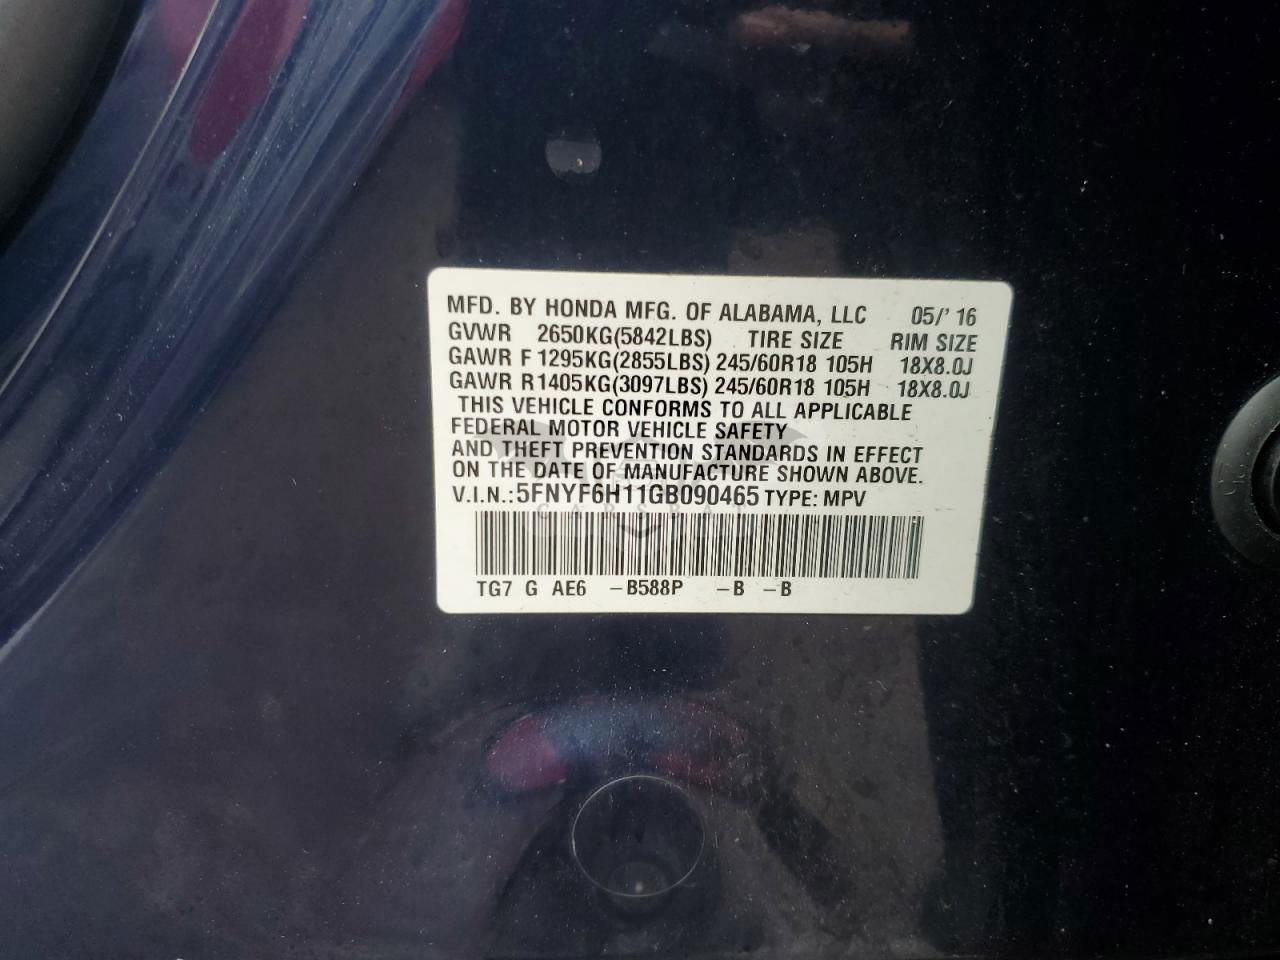 MFD. BY HONDA MFG. OF ALABAMA, LLC 05/' 16
GVWR 2650KG(5842LBS) TIRE SIZE RIM SIZE
GAWR F 1295KG(2855LBS) 245/60R18 105H 18X8.0J
GAWR R1405KG(3097LBS) 245/60R18 105H 18X8.0J
THIS VEHICLE CONFORMS TO ALL APPLICABLE
FEDERAL MOTOR VEHICLE SAFETY
AND THEFT PREVENTION STANDARDS IN EFFECT
ON THE DATE OF MANUFACTURE SHOWN ABOVE.
V.I.N.: 5FNYF6H11GB090465 TYPE: MPV
CARSBAT
TG7 G AE6 -B588P -B -B